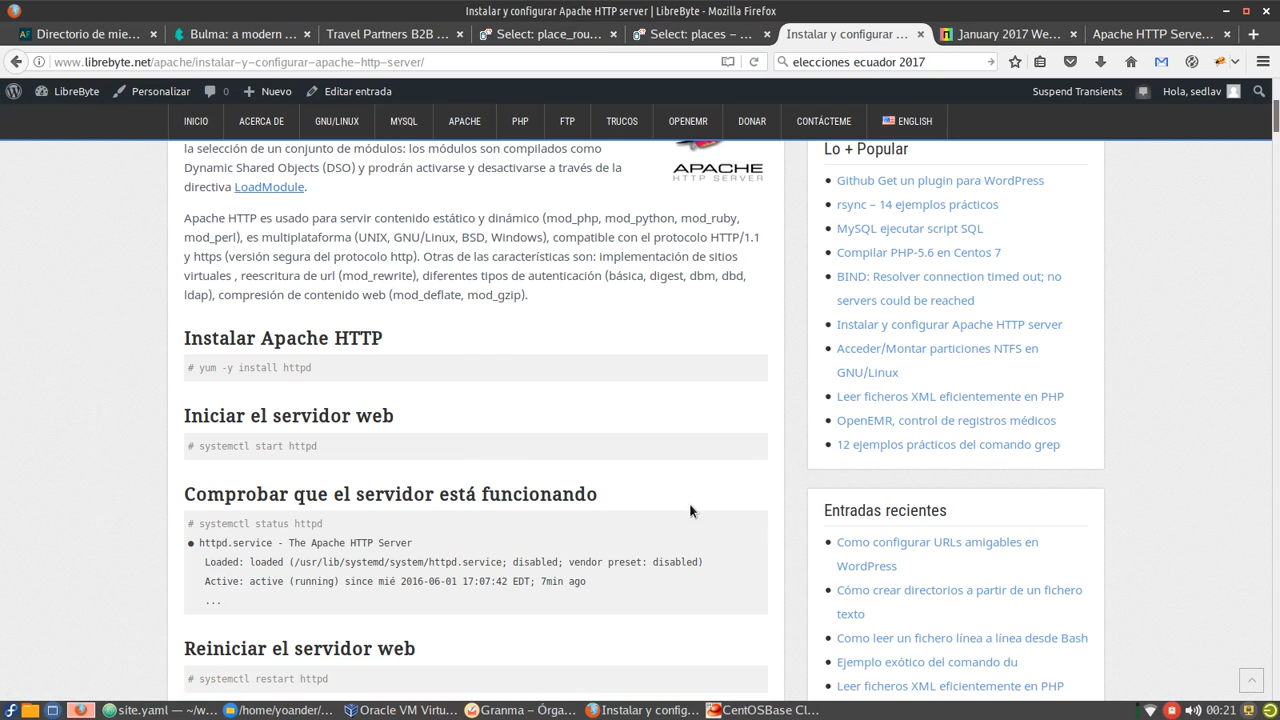 Instalar y configurar Apache HTTP server | LibreByte - Mozilla Firefox
Directorio de mie...
Bulma: a modern ...
Travel Partners B2B ...
Select: place_rou...
Select: places – ...
Instalar y configurar ...
January 2017 We...
Apache HTTP Serve...
www.librebyte.net/apache/instalar-y-configurar-apache-http-server/
elecciones ecuador 2017
LibreByte
Personalizar
0
Nuevo
Editar entrada
Suspend Transients
Hola, sedlav
INICIO
ACERCA DE
GNU/LINUX
MYSQL
APACHE
PHP
FTP
TRUCOS
OPENEMR
DONAR
CONTÁCTEME
ENGLISH
la selección de un conjunto de módulos: los módulos son compilados como
Dynamic Shared Objects (DSO) y prodrán activarse y desactivarse a través de la
directiva LoadModule.
APACHE
HTTP SERVER
Apache HTTP es usado para servir contenido estático y dinámico (mod_php, mod_python, mod_ruby,
mod_perl), es multiplataforma (UNIX, GNU/Linux, BSD, Windows), compatible con el protocolo HTTP/1.1
y https (versión segura del protocolo http). Otras de las características son: implementación de sitios
virtuales , reescritura de url (mod_rewrite), diferentes tipos de autenticación (básica, digest, dbm, dbd,
ldap), compresión de contenido web (mod_deflate, mod_gzip).
Instalar Apache HTTP
# yum -y install httpd
Iniciar el servidor web
# systemctl start httpd
Comprobar que el servidor está funcionando
# systemctl status httpd
● httpd.service - The Apache HTTP Server
Loaded: loaded (/usr/lib/systemd/system/httpd.service; disabled; vendor preset: disabled)
Active: active (running) since mié 2016-06-01 17:07:42 EDT; 7min ago
...
Reiniciar el servidor web
# systemctl restart httpd
Lo + Popular
Github Get un plugin para WordPress
rsync – 14 ejemplos prácticos
MySQL ejecutar script SQL
Compilar PHP-5.6 en Centos 7
BIND: Resolver connection timed out; no
servers could be reached
Instalar y configurar Apache HTTP server
Acceder/Montar particiones NTFS en
GNU/Linux
Leer ficheros XML eficientemente en PHP
OpenEMR, control de registros médicos
12 ejemplos prácticos del comando grep
Entradas recientes
Como configurar URLs amigables en
WordPress
Cómo crear directorios a partir de un fichero
texto
Como leer un fichero línea a línea desde Bash
Ejemplo exótico del comando du
Leer ficheros XML eficientemente en PHP
site.yaml — ~/w...
/home/yoander/...
Oracle VM Virtu...
Granma – Órga...
Instalar y config...
CentOSBase Cl...
00:21